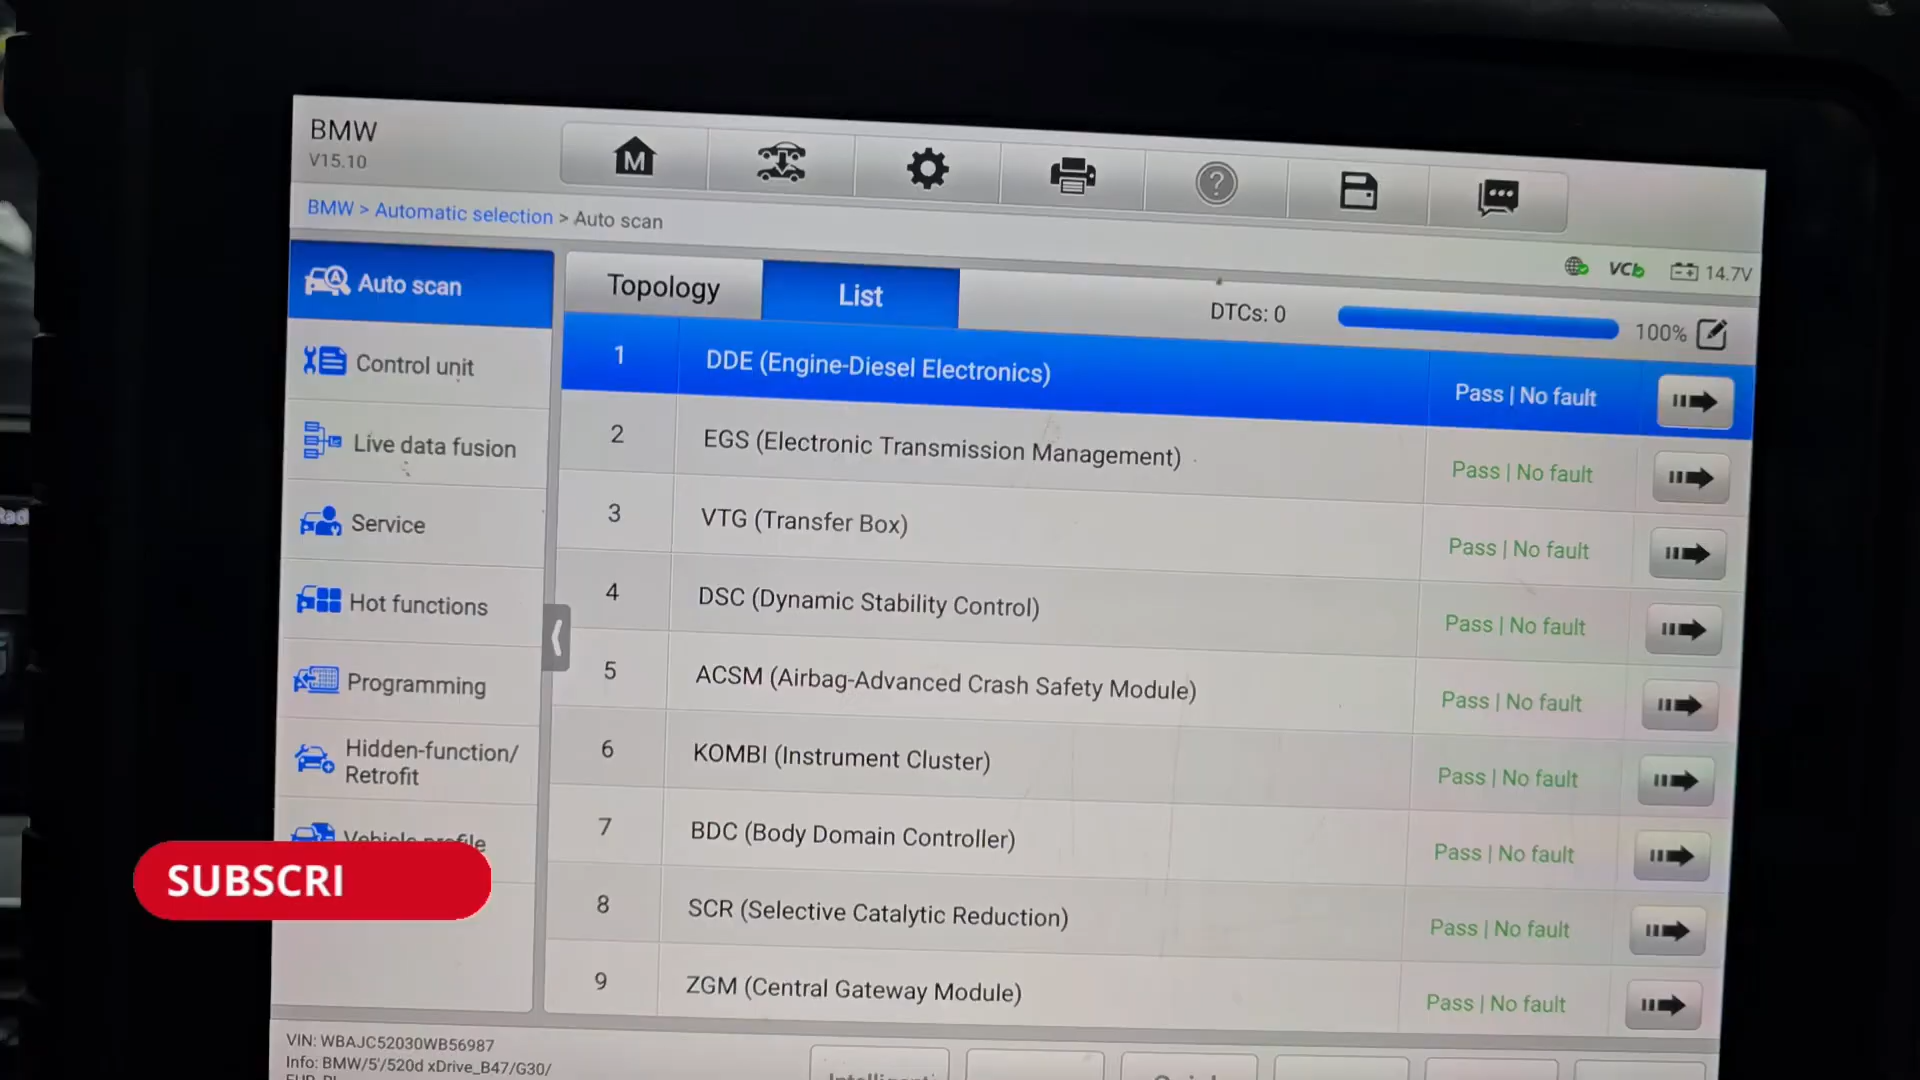 BMW
V15.10
M
BMW > Automatic selection > Auto scan
VCI 14.7V
Auto scan
Topology
List
DTCs: 0
100%
1 DDE (Engine-Diesel Electronics) Pass | No fault
Control unit
2 EGS (Electronic Transmission Management) Pass | No fault
Live data fusion
3 VTG (Transfer Box) Pass | No fault
Service
4 DSC (Dynamic Stability Control) Pass | No fault
Hot functions
5 ACSM (Airbag-Advanced Crash Safety Module) Pass | No fault
Programming
6 KOMBI (Instrument Cluster) Pass | No fault
Hidden-function/
Retrofit
7 BDC (Body Domain Controller) Pass | No fault
Vehicle profile
SUBSCRI
8 SCR (Selective Catalytic Reduction) Pass | No fault
9 ZGM (Central Gateway Module) Pass | No fault
VIN: WBAJC52030WB56987
Info: BMW/5'/520d xDrive_B47/G30/